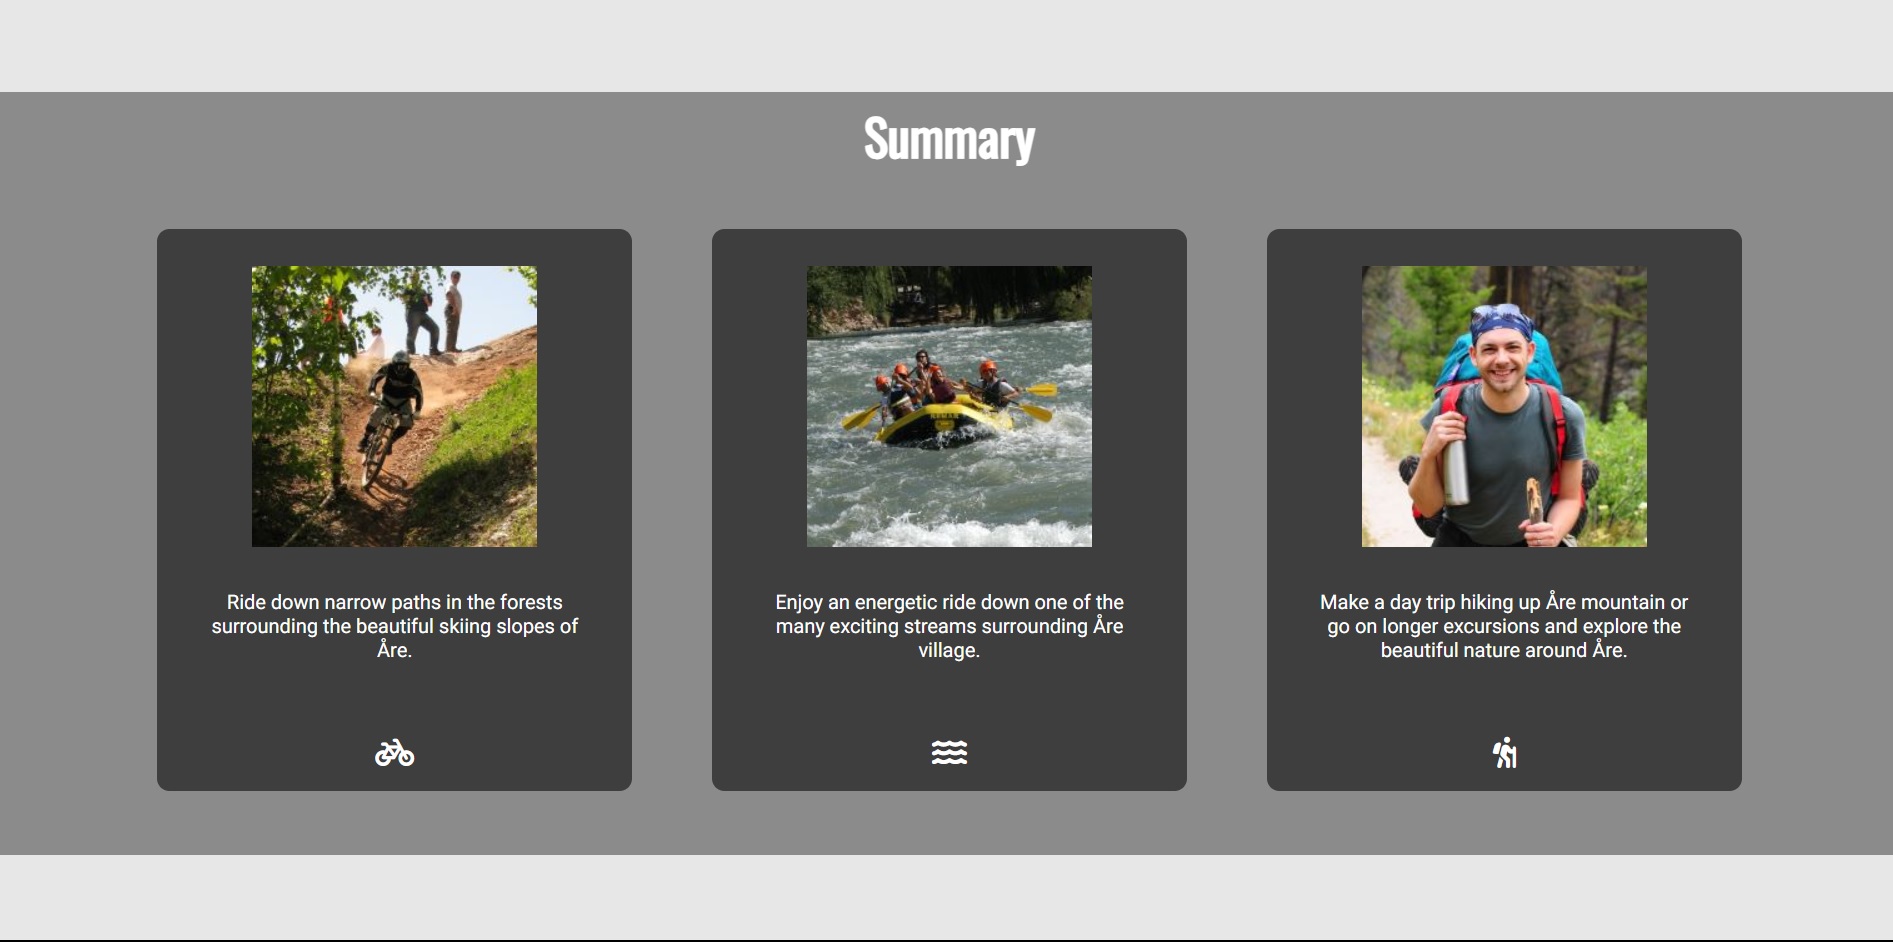 Summary
Ride down narrow paths in the forests
surrounding the beautiful skiing slopes of
Åre.
Enjoy an energetic ride down one of the
many exciting streams surrounding Åre
village.
Make a day trip hiking up Åre mountain or
go on longer excursions and explore the
beautiful nature around Åre.